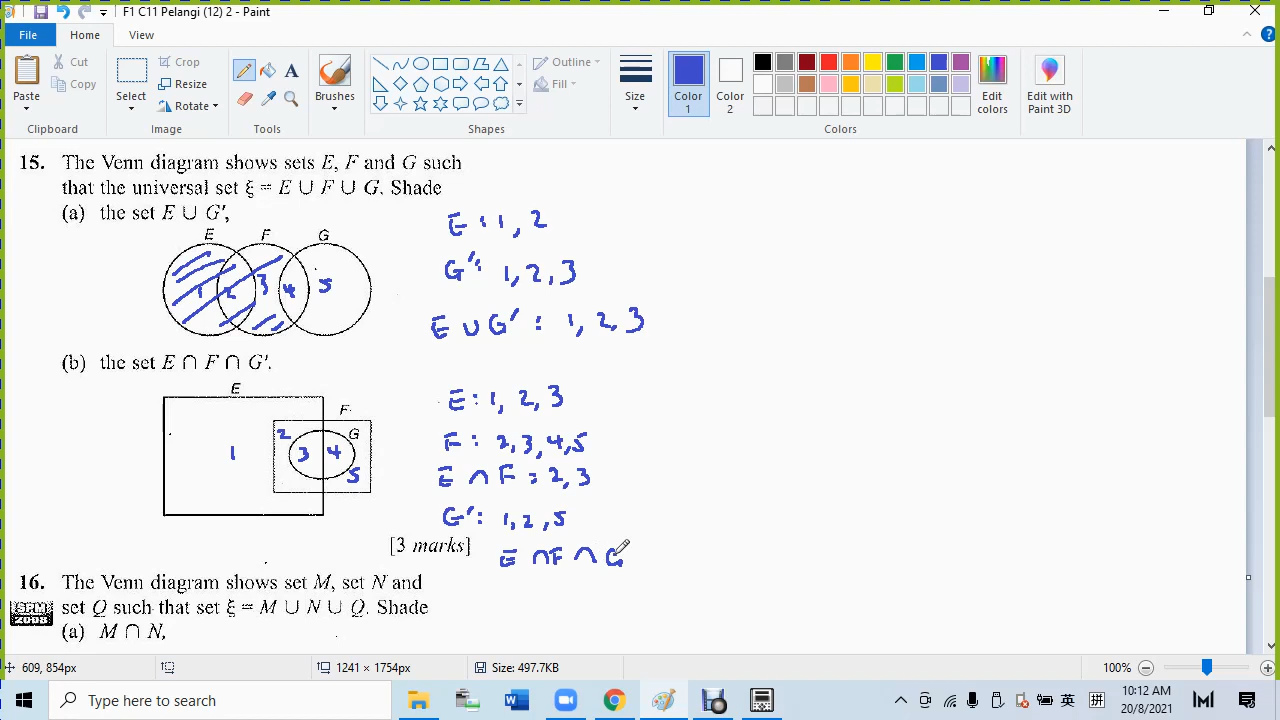 F1 C11 Pelangi (12) 2 - Paint
File Home View
Paste
Cut
Copy
Clipboard
Select
Crop
Resize
Rotate
Image
A
Tools
Brushes
Outline
Fill
Shapes
Size
Color 1
Color 2
Edit colors
Colors
Edit with Paint 3D
15. The Venn diagram shows sets E, F and G such
that the universal set ξ = E ∪ F ∪ G. Shade
(a) the set E ∪ G′,
E F G
1 2 3 4 5
E : 1, 2
G′: 1, 2, 3
E ∪ G′ : 1, 2, 3
(b) the set E ∩ F ∩ G′.
E
F
G
1 2 3 4 5
E : 1, 2, 3
F : 2, 3, 4, 5
E ∩ F : 2, 3
G′: 1, 2, 5
E ∩ F ∩ G
[3 marks]
16. The Venn diagram shows set M, set N and
SPM 2008 set Q such that set ξ = M ∪ N ∪ Q. Shade
(a) M ∩ N,
609, 854px
1241 × 1754px
Size: 497.7KB
100%
Type here to search
英 拼
10:12 AM
20/8/2021